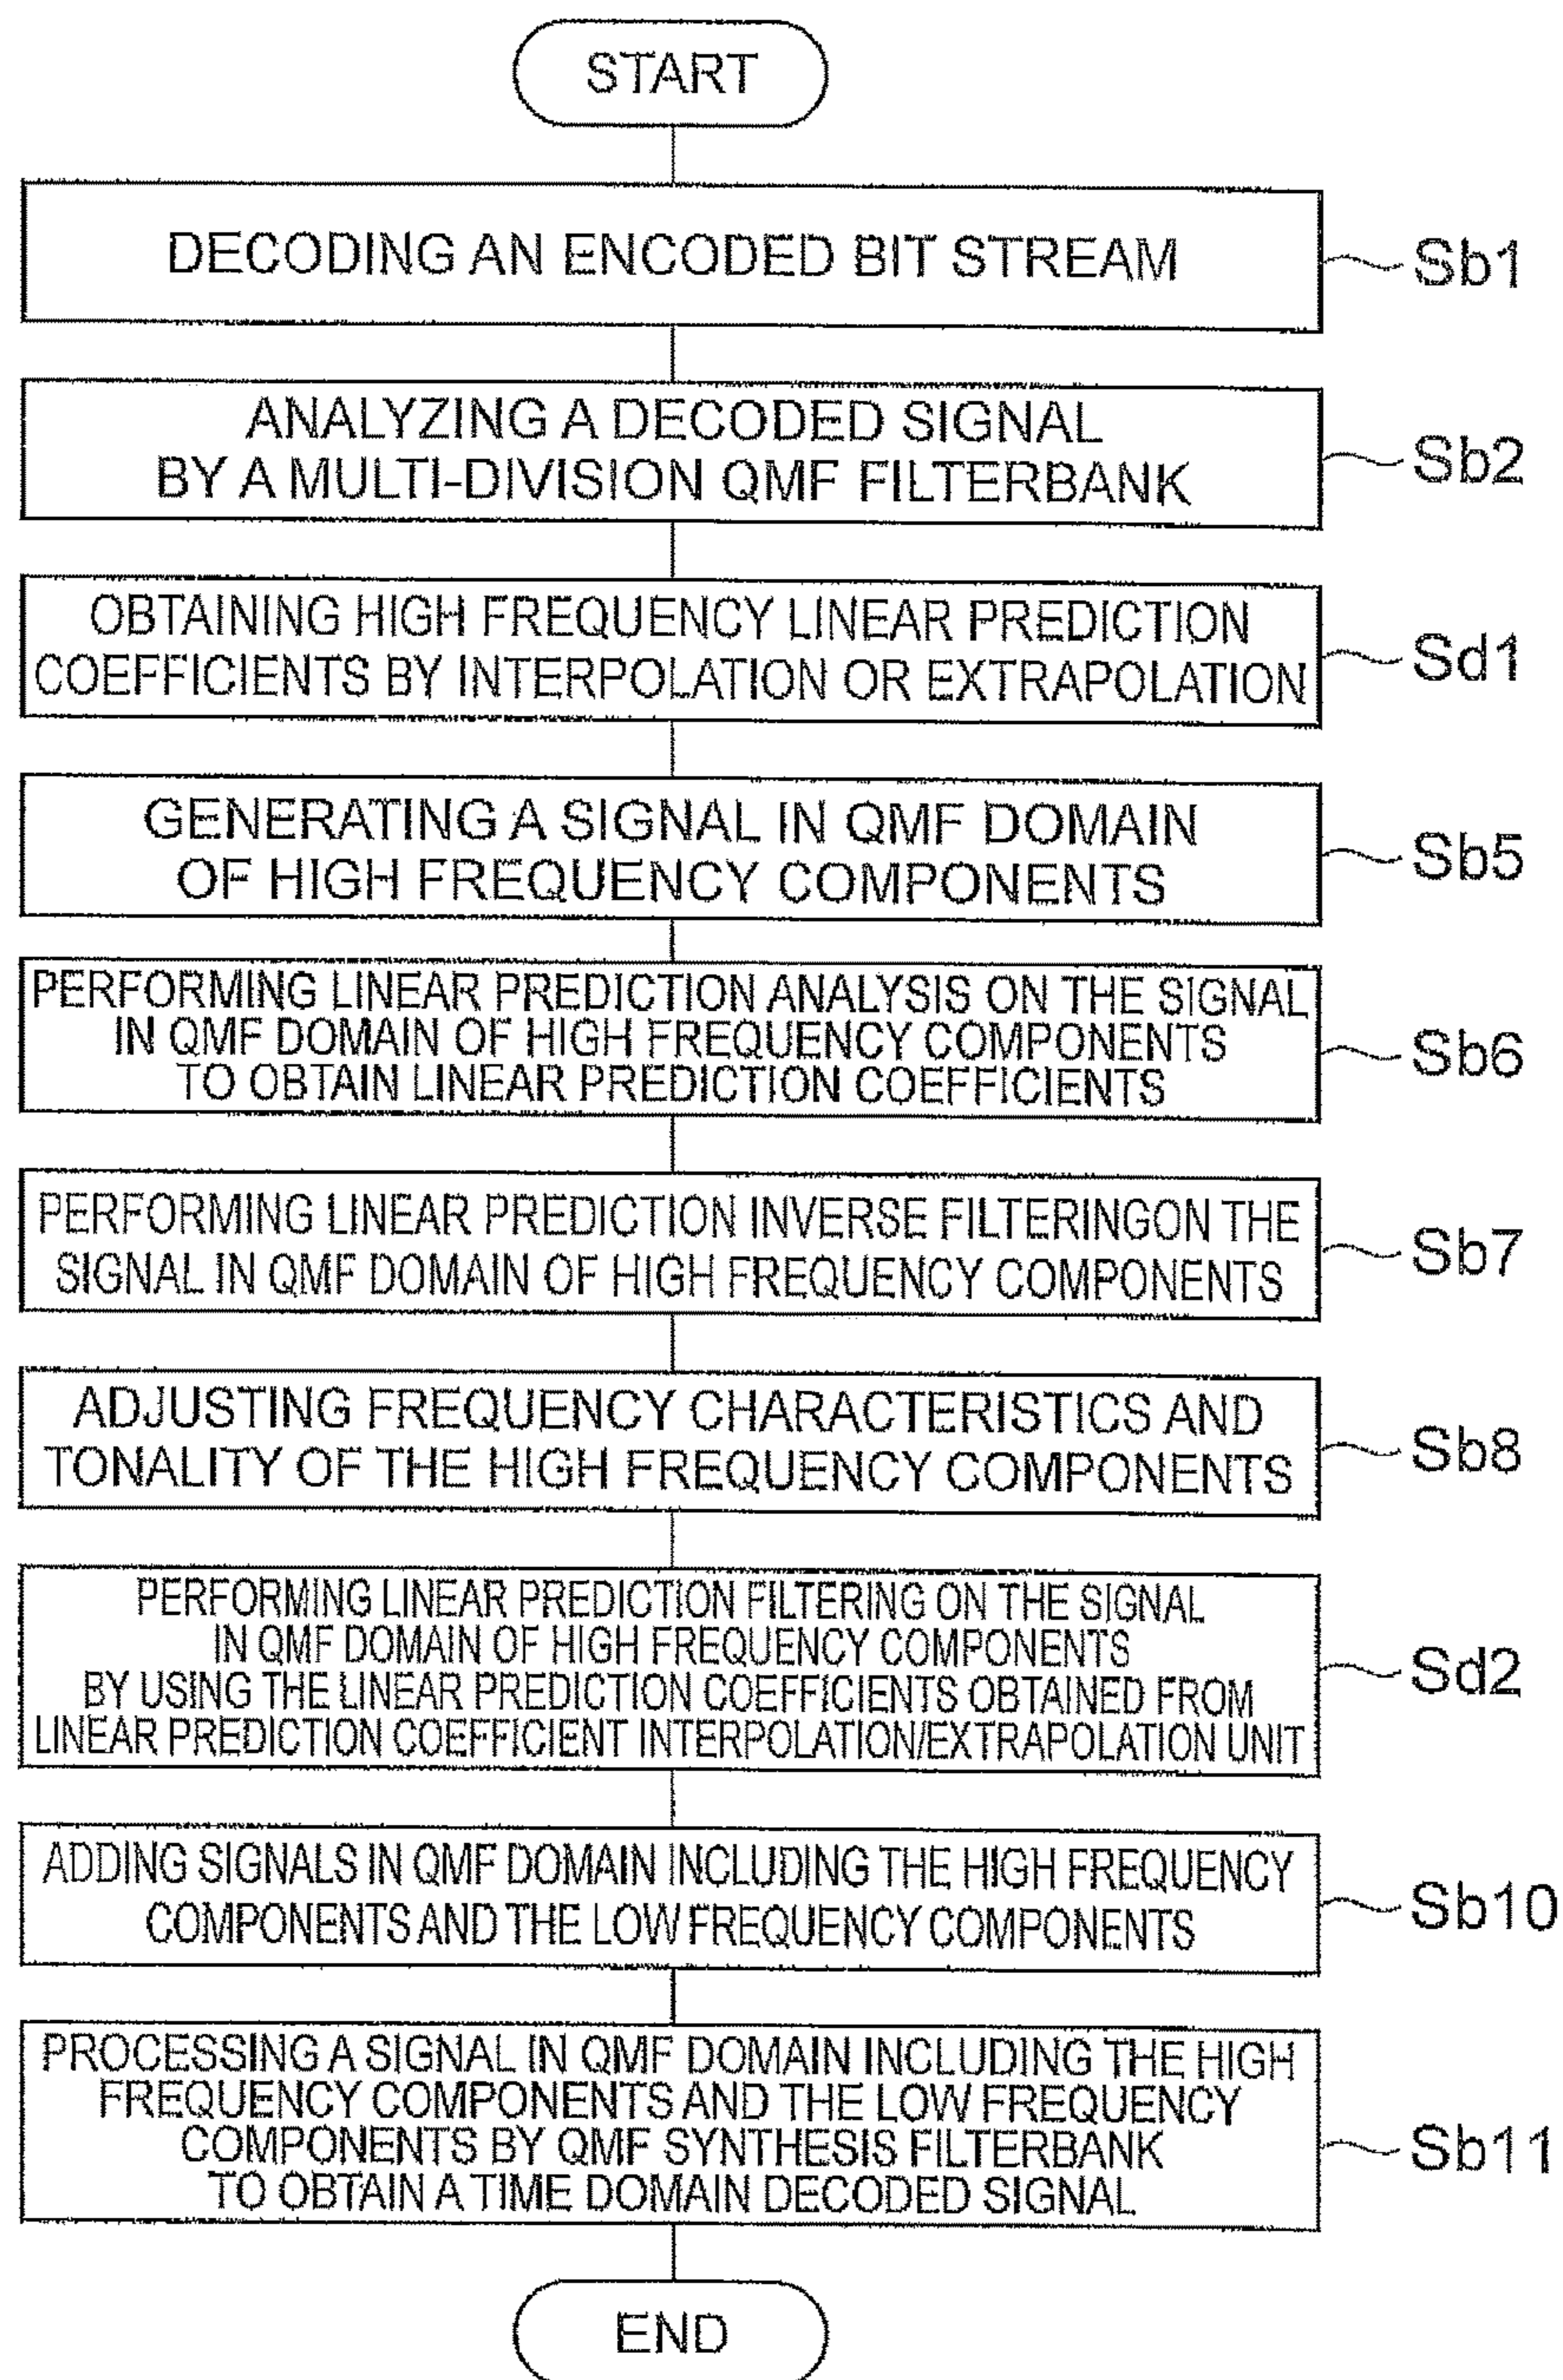 START
DECODING AN ENCODED BIT STREAM
Sb1
ANALYZING A DECODED SIGNAL
BY A MULTI-DIVISION QMF FILTERBANK
Sb2
OBTAINING HIGH FREQUENCY LINEAR PREDICTION
COEFFICIENTS BY INTERPOLATION OR EXTRAPOLATION
Sd1
GENERATING A SIGNAL IN QMF DOMAIN
OF HIGH FREQUENCY COMPONENTS
Sb5
PERFORMING LINEAR PREDICTION ANALYSIS ON THE SIGNAL
IN QMF DOMAIN OF HIGH FREQUENCY COMPONENTS
TO OBTAIN LINEAR PREDICTION COEFFICIENTS
Sb6
PERFORMING LINEAR PREDICTION INVERSE FILTERINGON THE
SIGNAL IN QMF DOMAIN OF HIGH FREQUENCY COMPONENTS
Sb7
ADJUSTING FREQUENCY CHARACTERISTICS AND
TONALITY OF THE HIGH FREQUENCY COMPONENTS
Sb8
PERFORMING LINEAR PREDICTION FILTERING ON THE SIGNAL
IN QMF DOMAIN OF HIGH FREQUENCY COMPONENTS
BY USING THE LINEAR PREDICTION COEFFICIENTS OBTAINED FROM
LINEAR PREDICTION COEFFICIENT INTERPOLATION/EXTRAPOLATION UNIT
Sd2
ADDING SIGNALS IN QMF DOMAIN INCLUDING THE HIGH FREQUENCY
COMPONENTS AND THE LOW FREQUENCY COMPONENTS
Sb10
PROCESSING A SIGNAL IN QMF DOMAIN INCLUDING THE HIGH
FREQUENCY COMPONENTS AND THE LOW FREQUENCY
COMPONENTS BY QMF SYNTHESIS FILTERBANK
TO OBTAIN A TIME DOMAIN DECODED SIGNAL
Sb11
END